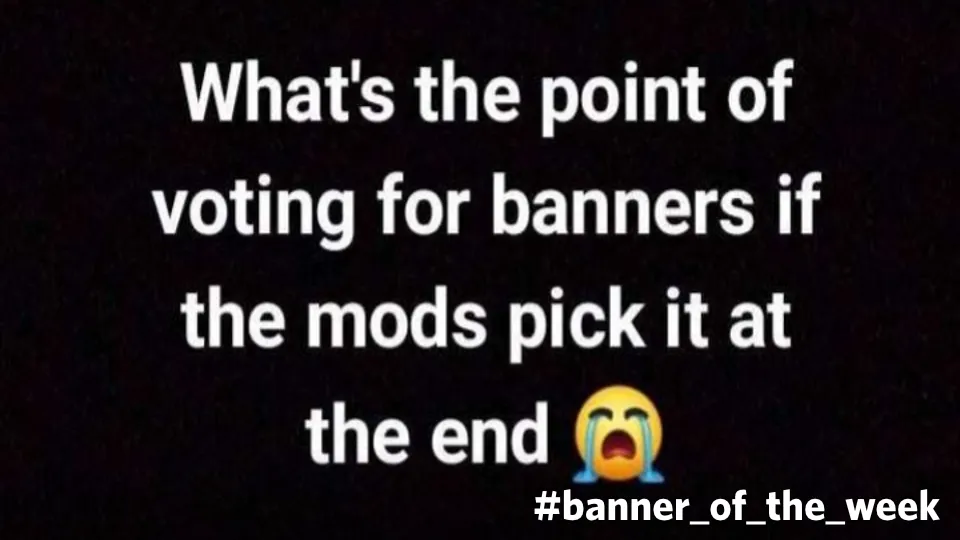 What's the point of
voting for banners if
the mods pick it at
the end 😭
#banner_of_the_week